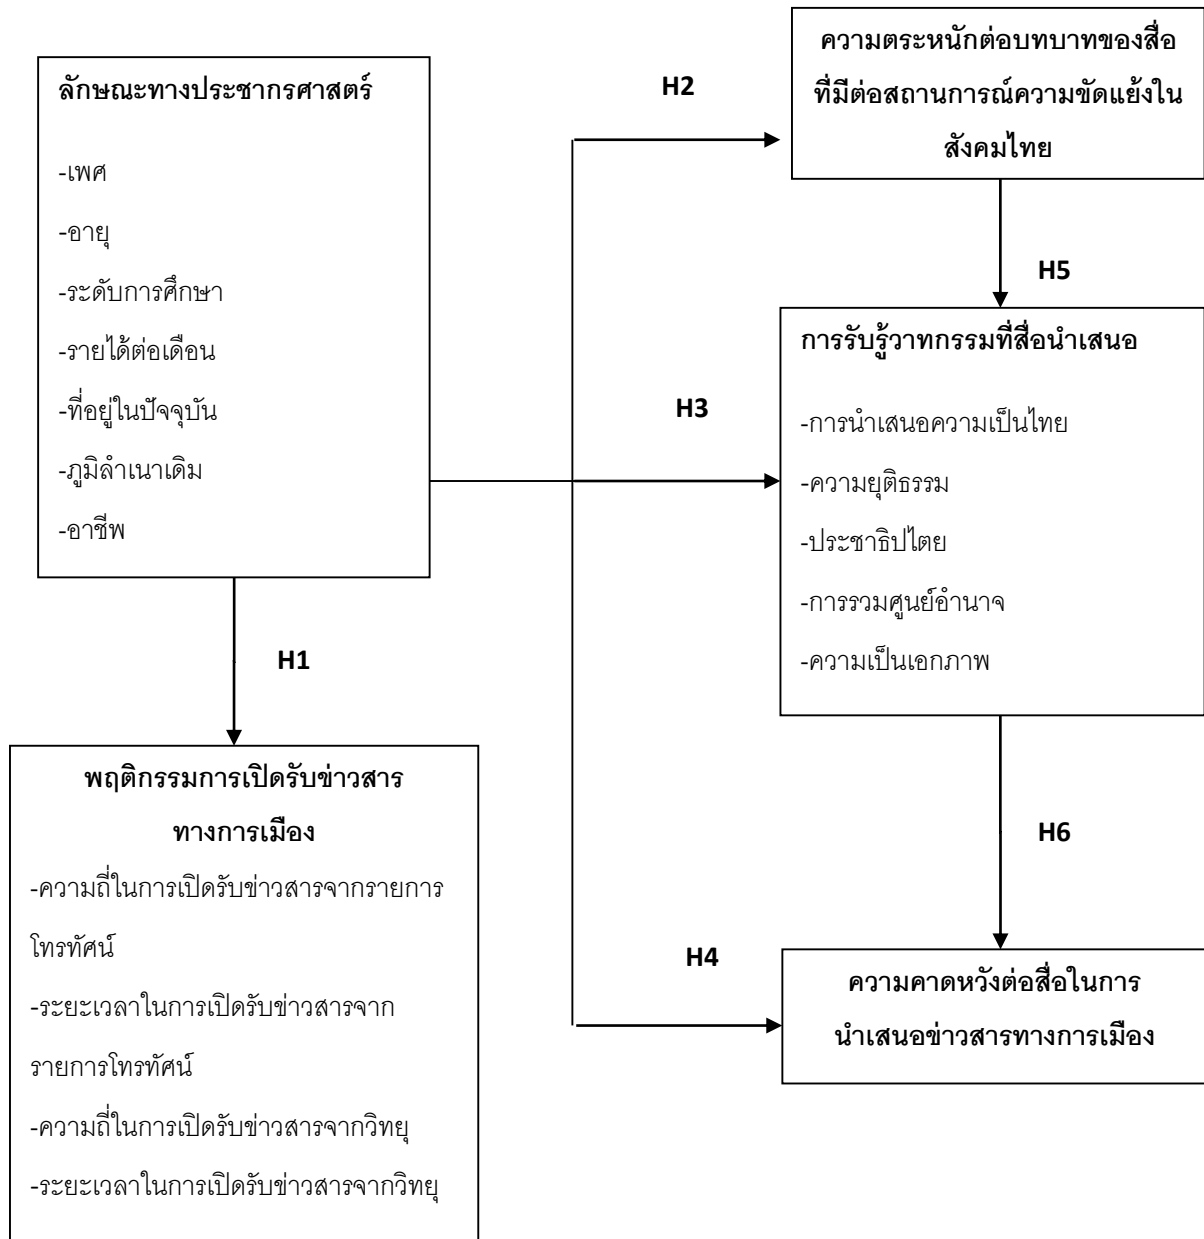 ลักษณะทางประชากรศาสตร์
-เพศ
-อายุ
-ระดับการศึกษา
-รายได้ต่อเดือน
-ที่อยู่ในปัจจุบัน
-ภูมิลำเนาเดิม
-อาชีพ
H1
พฤติกรรมการเปิดรับข่าวสาร
ทางการเมือง
-ความถี่ในการเปิดรับข่าวสารจากรายการ
โทรทัศน์
-ระยะเวลาในการเปิดรับข่าวสารจาก
รายการโทรทัศน์
-ความถี่ในการเปิดรับข่าวสารจากวิทยุ
-ระยะเวลาในการเปิดรับข่าวสารจากวิทยุ
H2
ความตระหนักต่อบทบาทของสื่อ
ที่มีต่อสถานการณ์ความขัดแย้งใน
สังคมไทย
H5
H3
การรับรู้วาทกรรมที่สื่อนำเสนอ
-การนำเสนอความเป็นไทย
-ความยุติธรรม
-ประชาธิปไตย
-การรวมศูนย์อำนาจ
-ความเป็นเอกภาพ
H6
H4
ความคาดหวังต่อสื่อในการ
นำเสนอข่าวสารทางการเมือง